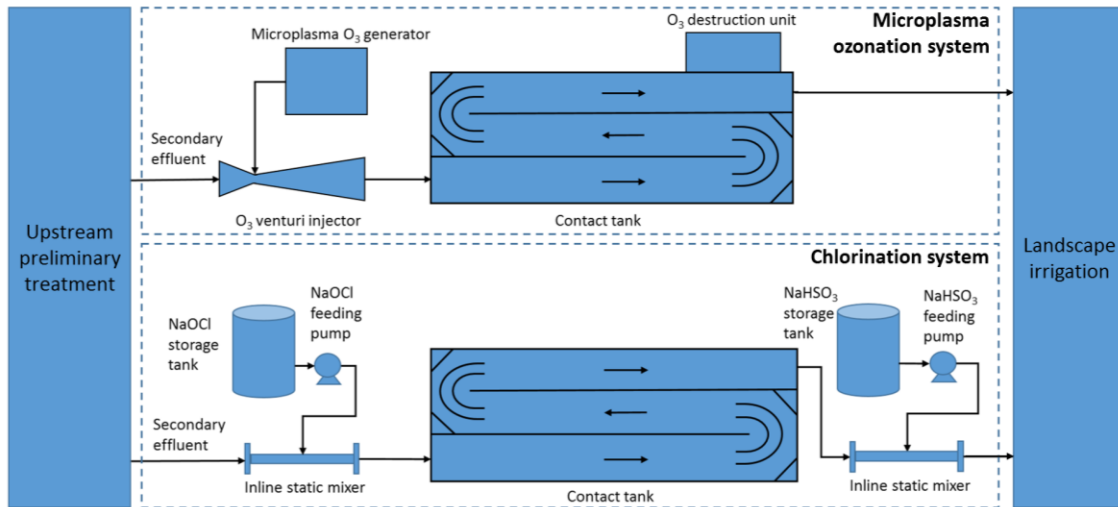 O₃ destruction unit
Microplasma
ozonation system
Microplasma O₃ generator
Secondary
effluent
O₃ venturi injector
Contact tank
Upstream
preliminary
treatment
Landscape
irrigation
Chlorination system
NaOCl
storage
tank
NaOCl
feeding
pump
NaHSO₃
storage
tank
NaHSO₃
feeding
pump
Secondary
effluent
Inline static mixer
Contact tank
Inline static mixer